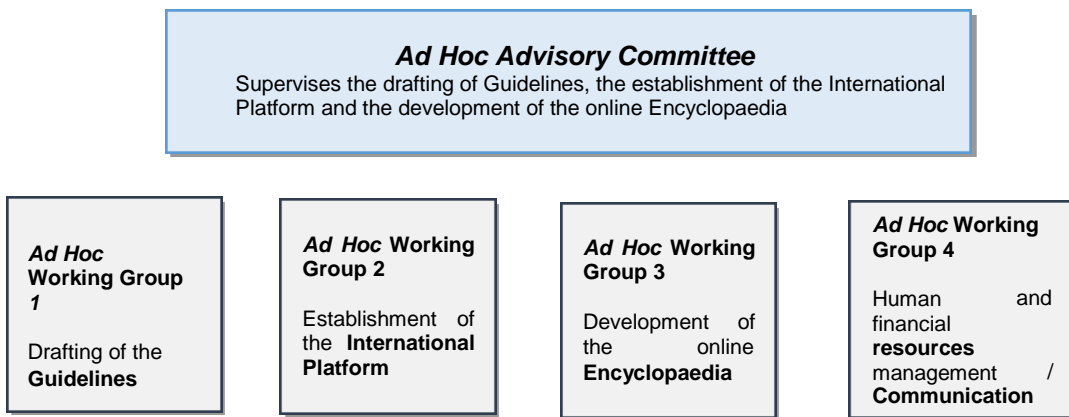 Ad Hoc Advisory Committee
Supervises the drafting of Guidelines, the establishment of the International
Platform and the development of the online Encyclopaedia
Ad Hoc
Working Group
1
Drafting of the
Guidelines
Ad Hoc Working
Group 2
Establishment of
the International
Platform
Ad Hoc Working
Group 3
Development of
the online
Encyclopaedia
Ad Hoc Working
Group 4
Human and
financial
resources
management /
Communication